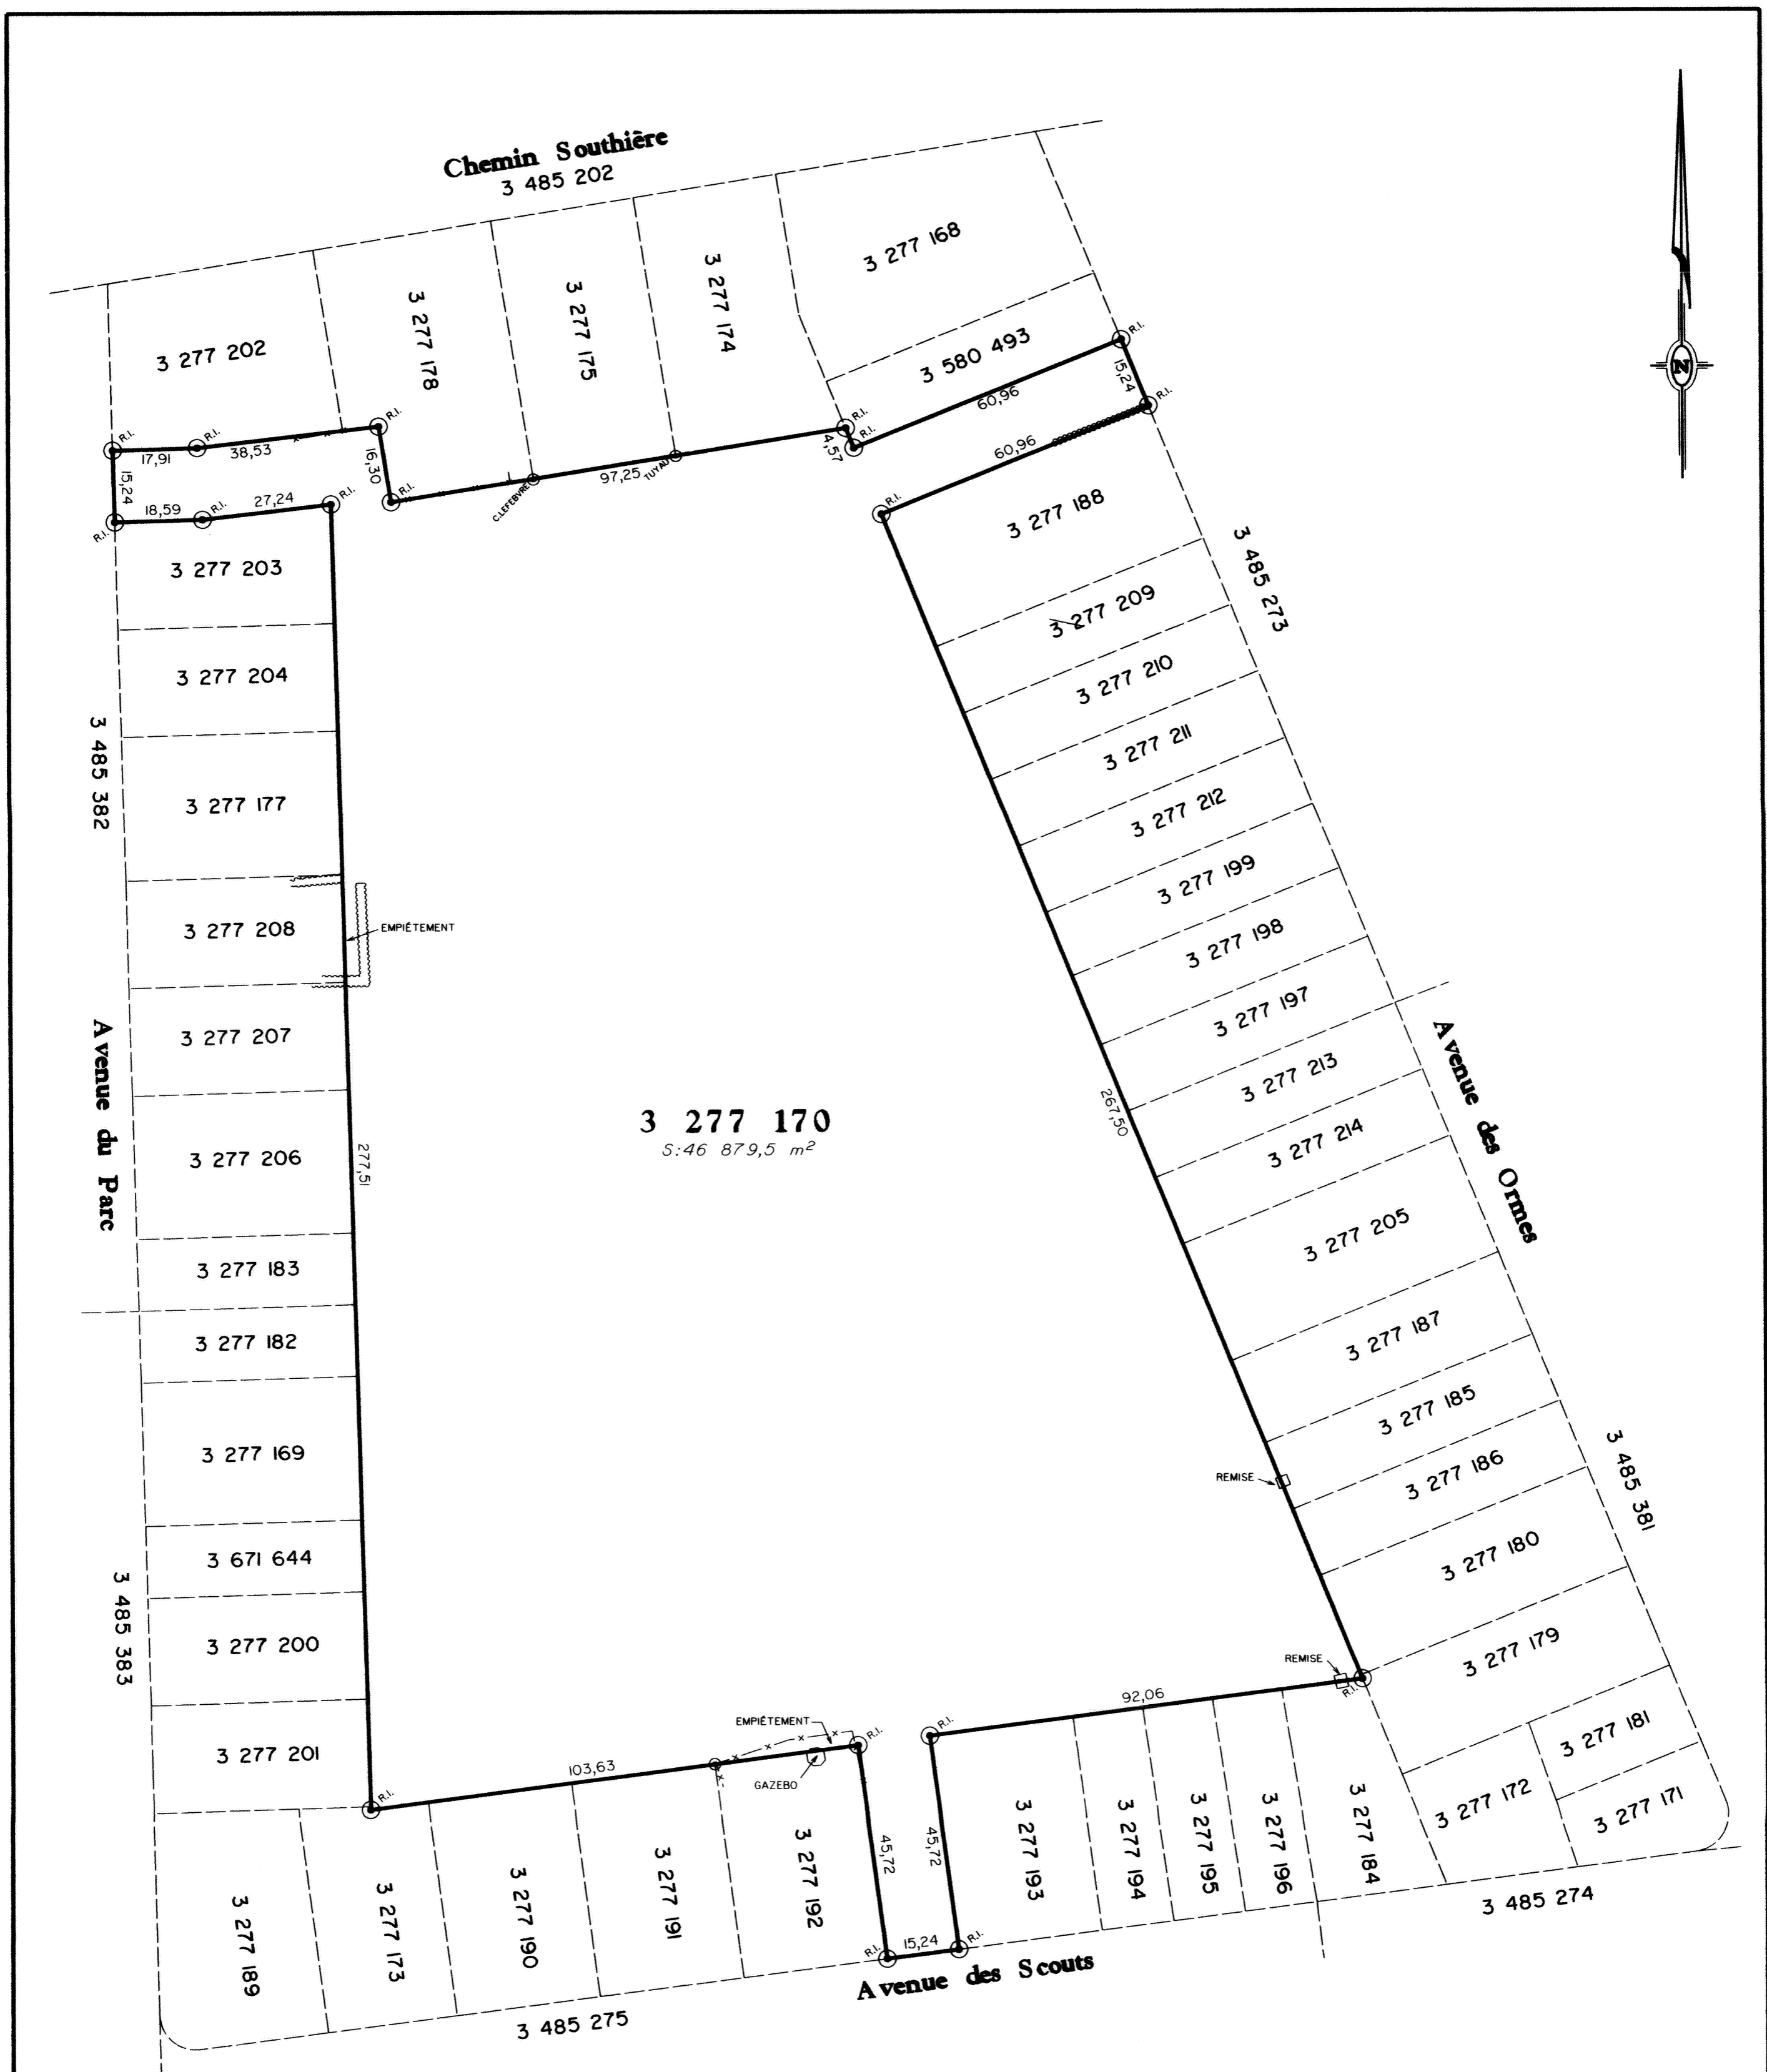 Chemin Southière
3 485 202
3 277 168
3 277 202
3 277 178
3 277 175
3 277 174
3 580 493
N
R.I.
R.I.
R.I.
R.I.
R.I.
R.I.
17,91
38,53
16,30
97,25
TUYAU
C.LEFEBVRE
4,57
60,96
15,24
R.I.
R.I.
15,24
18,59
R.I.
27,24
R.I.
R.I.
R.I.
60,96
R.I.
3 277 188
3 277 203
3 485 273
3 277 209
3 277 204
3 277 210
3 485 382
3 277 211
3 277 177
3 277 212
3 277 199
3 277 208
EMPIÉTEMENT
3 277 198
3 277 207
3 277 197
Avenue du Parc
Avenue des Ormes
3 277 213
267,50
3 277 170
S:46 879,5 m²
3 277 214
3 277 206
277,51
3 277 205
3 277 183
3 277 182
3 277 187
3 277 185
3 277 169
3 277 186
REMISE
3 485 381
3 671 644
3 277 180
3 485 383
3 277 200
3 277 179
REMISE
R.I.
92,06
EMPIÉTEMENT
R.I.
R.I.
3 277 181
3 277 201
103,63
GAZEBO
R.I.
3 277 172
3 277 171
3 277 189
3 277 173
3 277 190
3 277 191
3 277 192
45,72
45,72
3 277 193
3 277 194
3 277 195
3 277 196
3 277 184
R.I.
15,24
R.I.
3 485 274
Avenue des Scouts
3 485 275